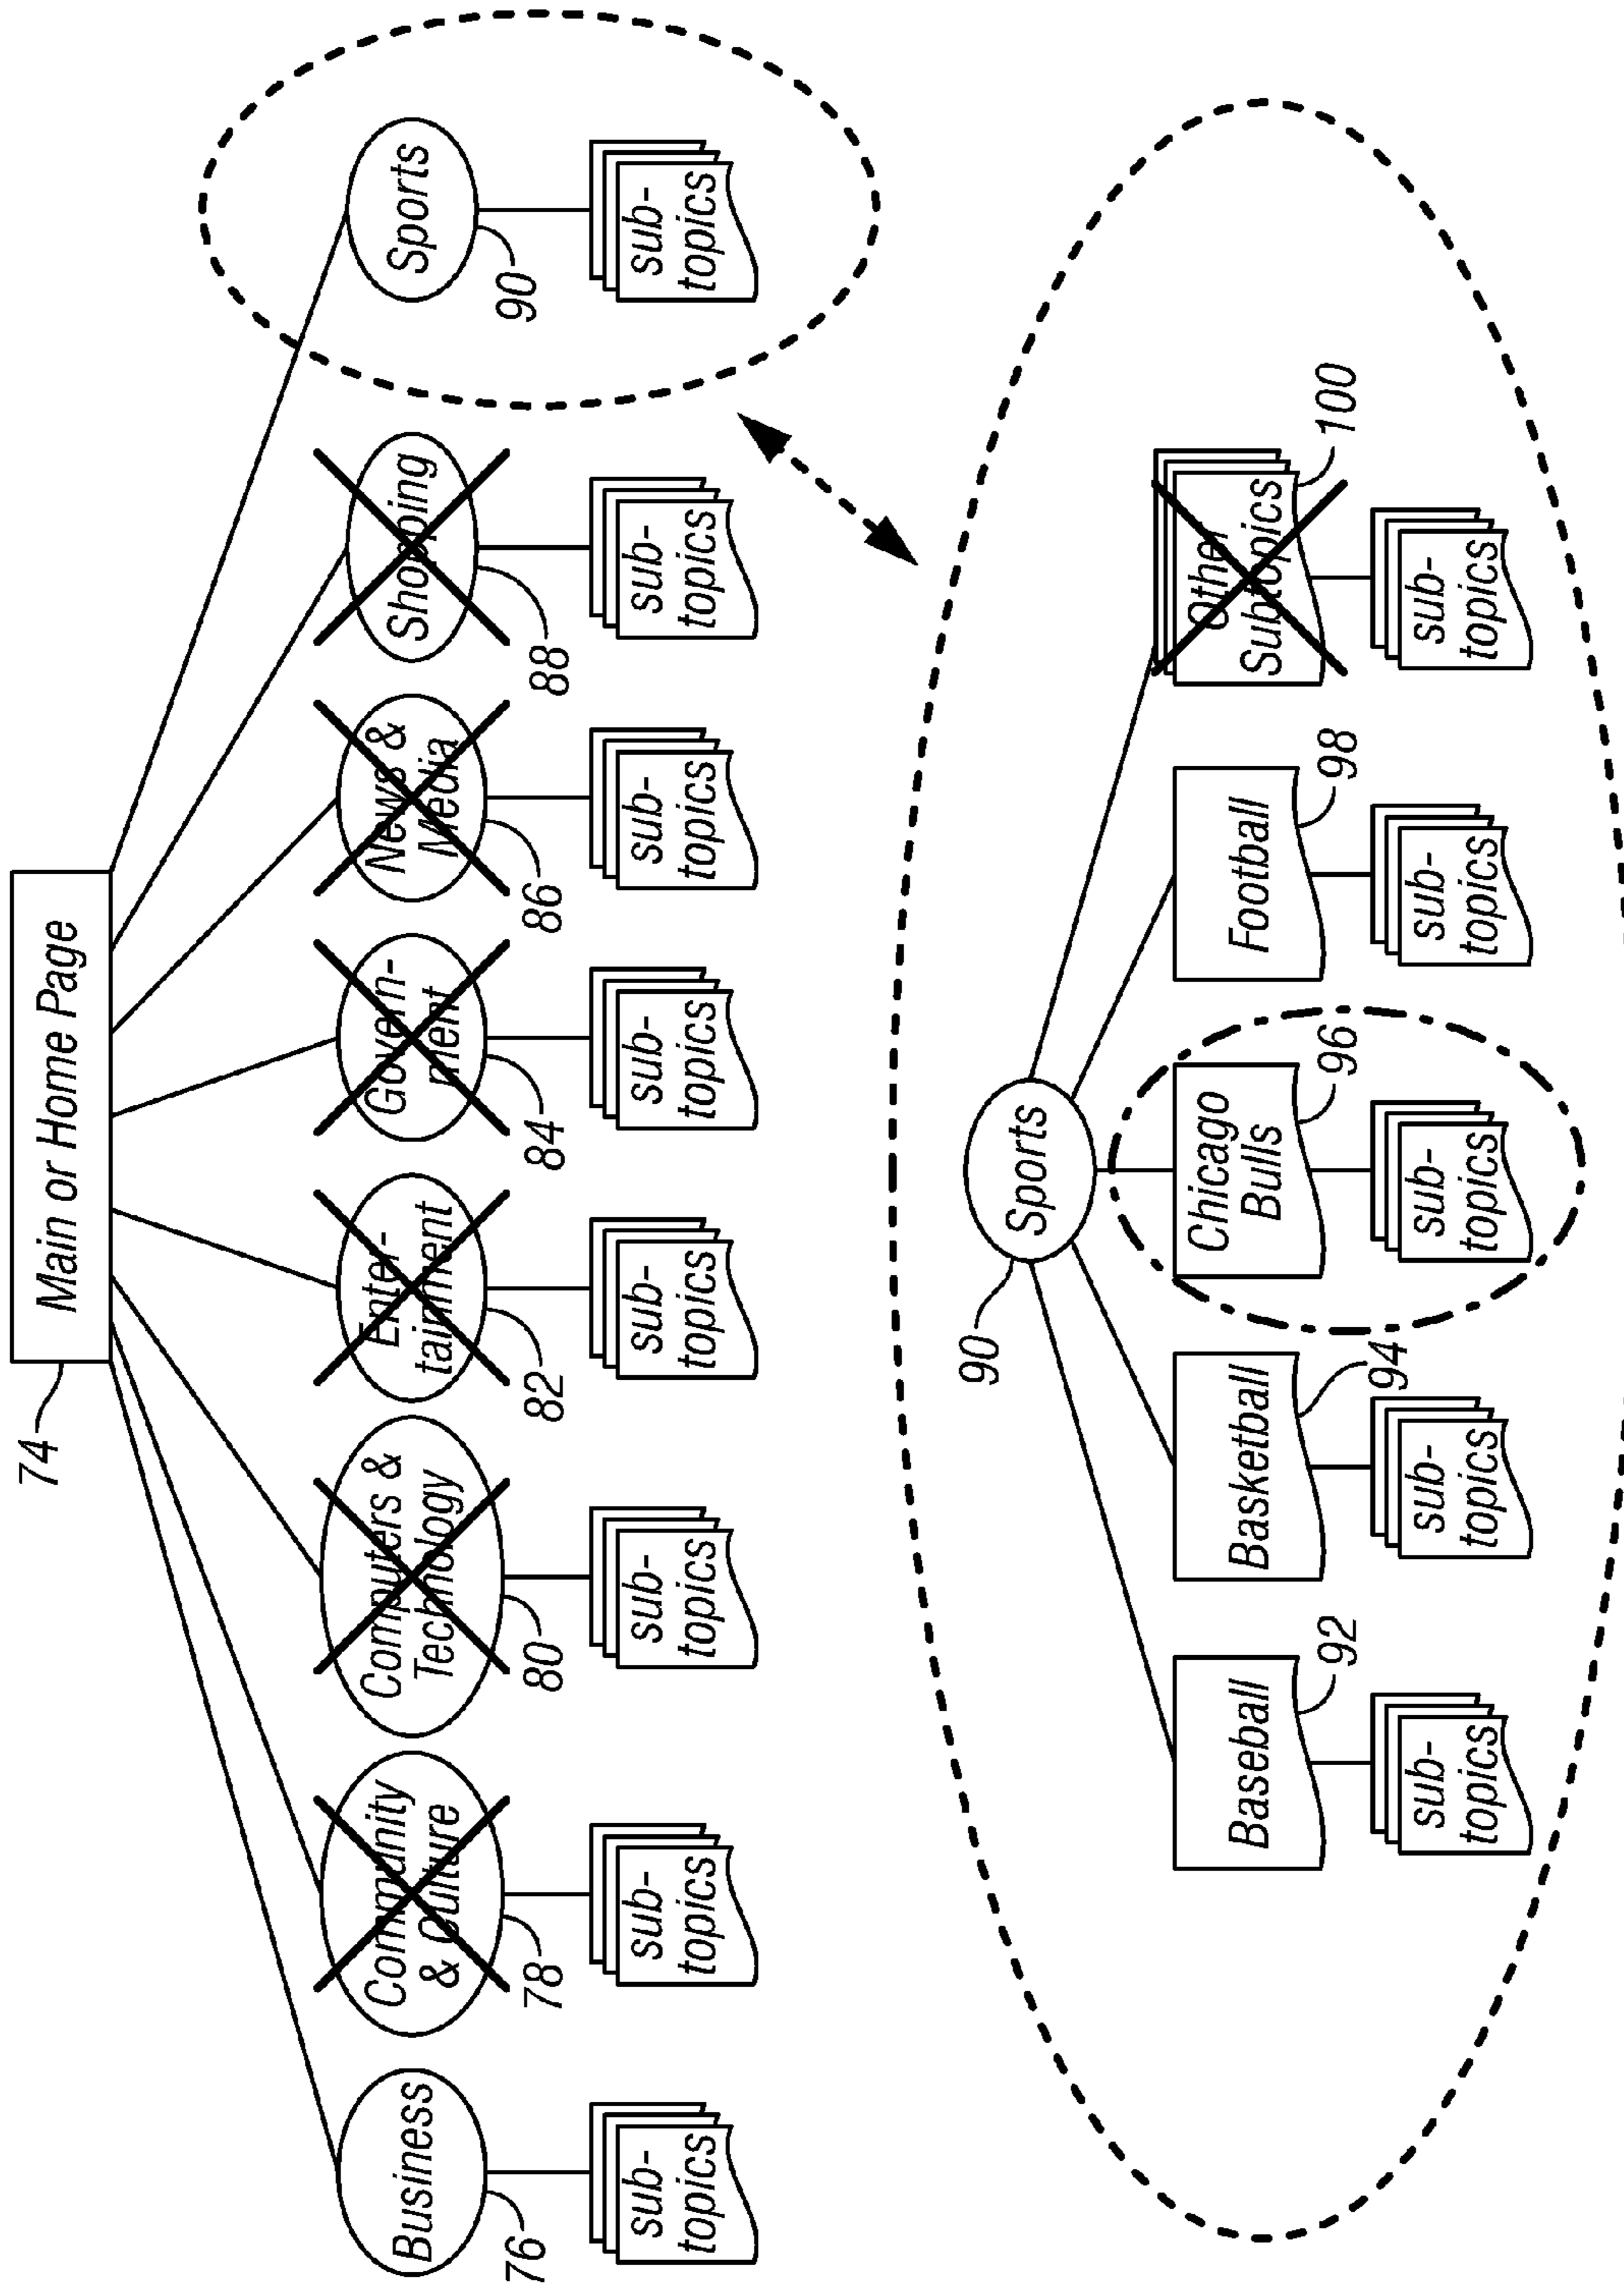 Main or Home Page
74
Business
76
sub-
topics
Community
& Culture
78
sub-
topics
Computers &
Technology
80
sub-
topics
Enter-
tainment
82
sub-
topics
Govern-
ment
84
sub-
topics
News &
Media
86
sub-
topics
Shopping
88
sub-
topics
Sports
90
sub-
topics
Sports
90
Baseball
92
sub-
topics
Basketball
94
sub-
topics
Chicago
Bulls
96
sub-
topics
Football
98
sub-
topics
Other
Subtopics
100
sub-
topics